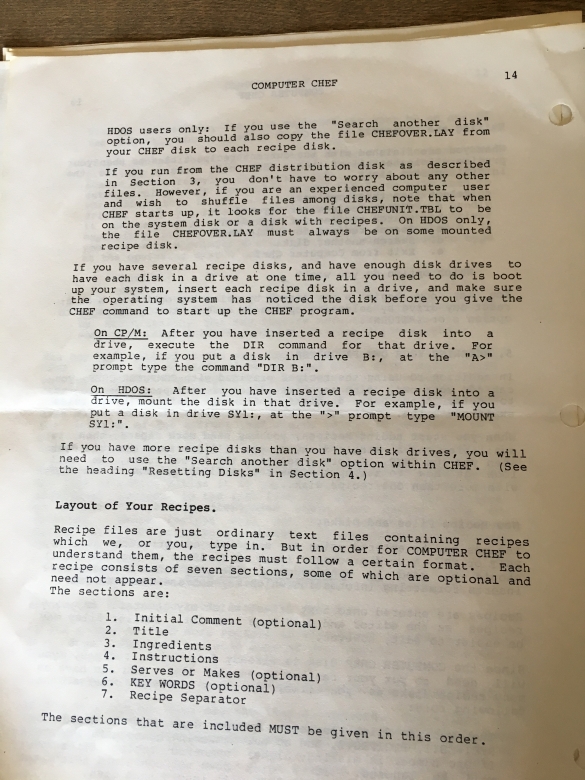 COMPUTER CHEF
14
HDOS users only: If you use the "Search another disk"
option, you should also copy the file CHEFOVER.LAY from
your CHEF disk to each recipe disk.
If you run from the CHEF distribution disk as described
in Section 3, you don't have to worry about any other
files. However, if you are an experienced computer user
and wish to shuffle files among disks, note that when
CHEF starts up, it looks for the file CHEFUNIT.TBL to be
on the system disk or a disk with recipes. On HDOS only,
the file CHEFOVER.LAY must always be on some mounted
recipe disk.
If you have several recipe disks, and have enough disk drives to
have each disk in a drive at one time, all you need to do is boot
up your system, insert each recipe disk in a drive, and make sure
the operating system has noticed the disk before you give the
CHEF command to start up the CHEF program.
On CP/M: After you have inserted a recipe disk into a
drive, execute the DIR command for that drive. For
example, if you put a disk in drive B:, at the "A>"
prompt type the command "DIR B:".
On HDOS: After you have inserted a recipe disk into a
drive, mount the disk in that drive. For example, if you
put a disk in drive SY1:, at the ">" prompt type "MOUNT
SY1:".
If you have more recipe disks than you have disk drives, you will
need to use the "Search another disk" option within CHEF. (See
the heading "Resetting Disks" in Section 4.)
Layout of Your Recipes.
Recipe files are just ordinary text files containing recipes
which we, or you, type in. But in order for COMPUTER CHEF to
understand them, the recipes must follow a certain format. Each
recipe consists of seven sections, some of which are optional and
need not appear.
The sections are:
1. Initial Comment (optional)
2. Title
3. Ingredients
4. Instructions
5. Serves or Makes (optional)
6. KEY WORDS (optional)
7. Recipe Separator
The sections that are included MUST be given in this order.